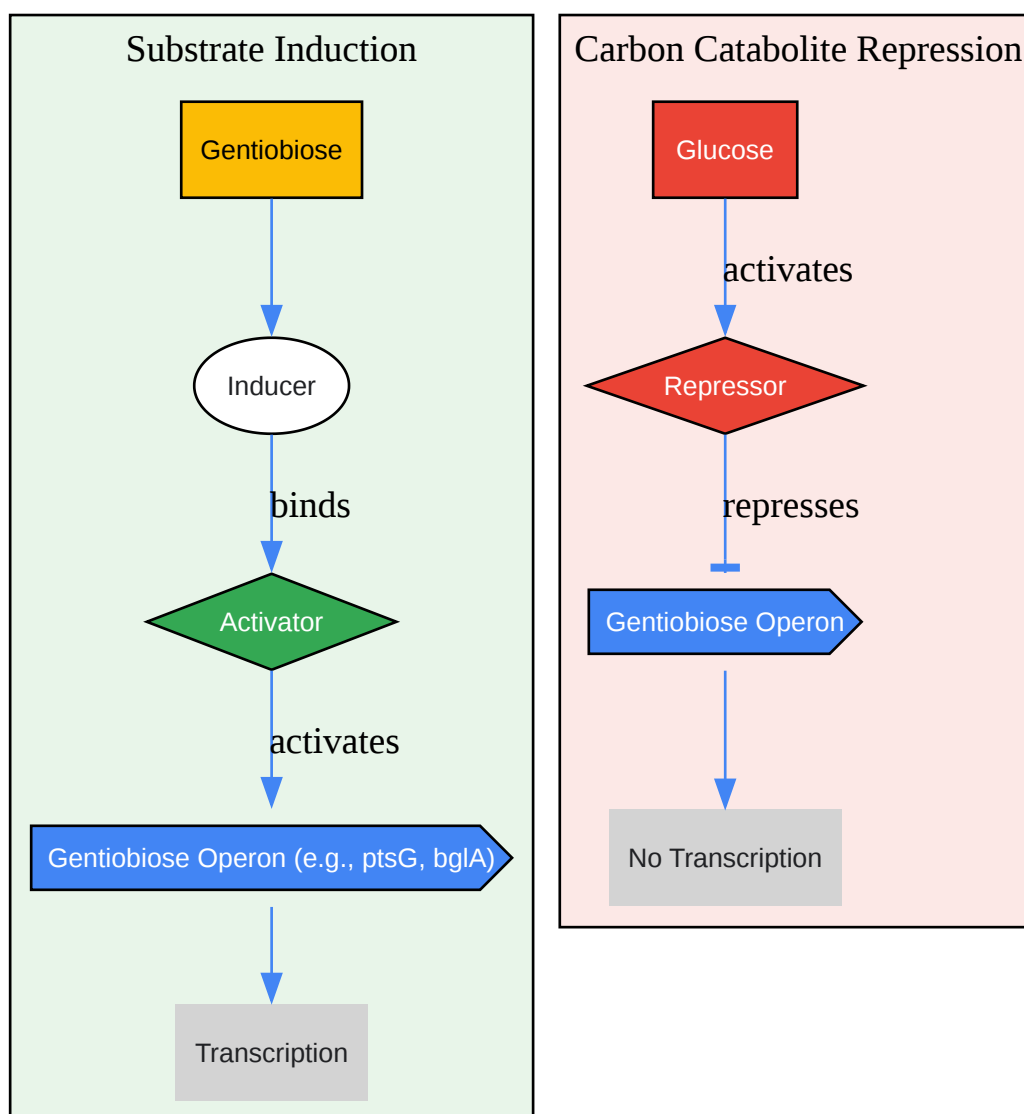 Substrate Induction
Gentiobiose
Inducer
binds
Activator
activates
Gentiobiose Operon (e.g., ptsG, bglA)
Transcription
Carbon Catabolite Repression
Glucose
activates
Repressor
represses
Gentiobiose Operon
No Transcription